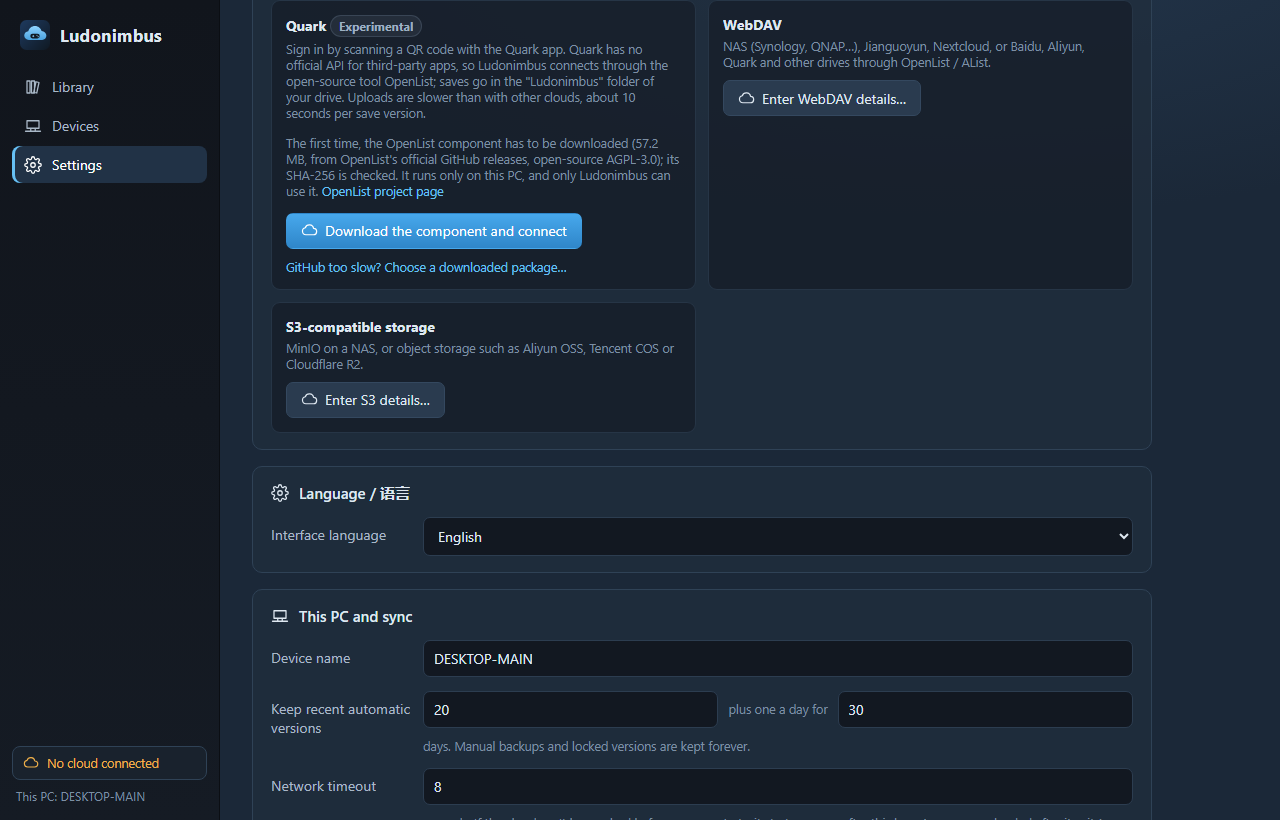 Ludonimbus
Library
Devices
Settings
No cloud connected
This PC: DESKTOP-MAIN
Quark Experimental
Sign in by scanning a QR code with the Quark app. Quark has no
official API for third-party apps, so Ludonimbus connects through the
open-source tool OpenList; saves go in the "Ludonimbus" folder of
your drive. Uploads are slower than with other clouds, about 10
seconds per save version.
The first time, the OpenList component has to be downloaded (57.2
MB, from OpenList's official GitHub releases, open-source AGPL-3.0); its
SHA-256 is checked. It runs only on this PC, and only Ludonimbus can
use it. OpenList project page
Download the component and connect
GitHub too slow? Choose a downloaded package...
WebDAV
NAS (Synology, QNAP...), Jianguoyun, Nextcloud, or Baidu, Aliyun,
Quark and other drives through OpenList / AList.
Enter WebDAV details...
S3-compatible storage
MinIO on a NAS, or object storage such as Aliyun OSS, Tencent COS or
Cloudflare R2.
Enter S3 details...
Language / 语言
Interface language
English
This PC and sync
Device name
DESKTOP-MAIN
Keep recent automatic
versions
20
plus one a day for
30
days. Manual backups and locked versions are kept forever.
Network timeout
8